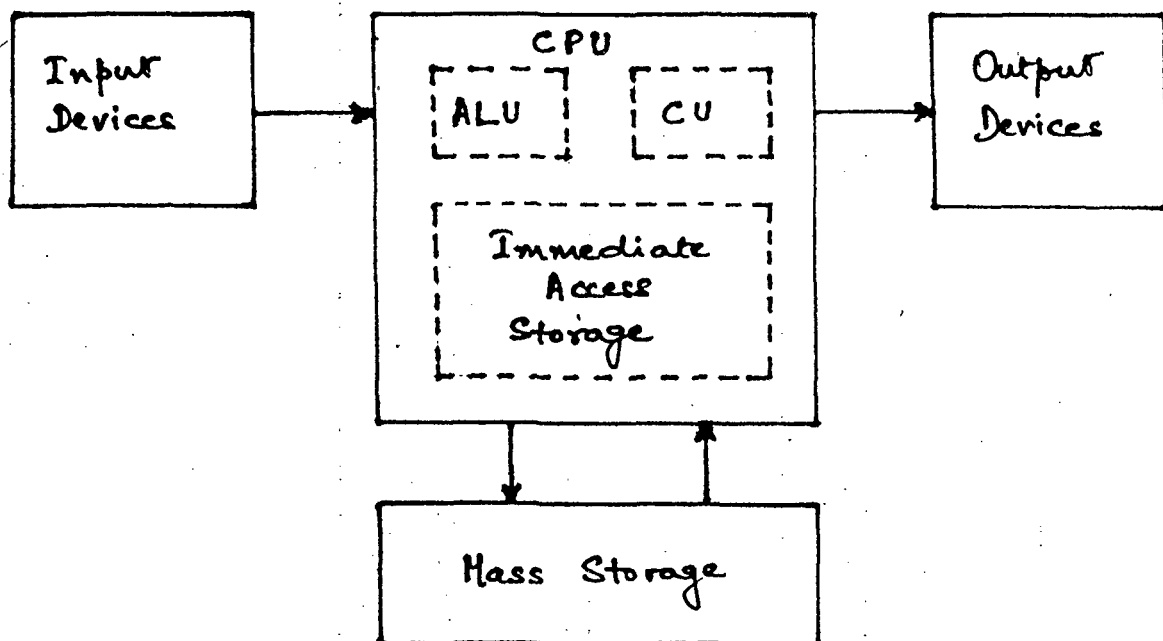 Input
Devices
CPU
ALU
CU
Immediate
Access
Storage
Output
Devices
Mass Storage